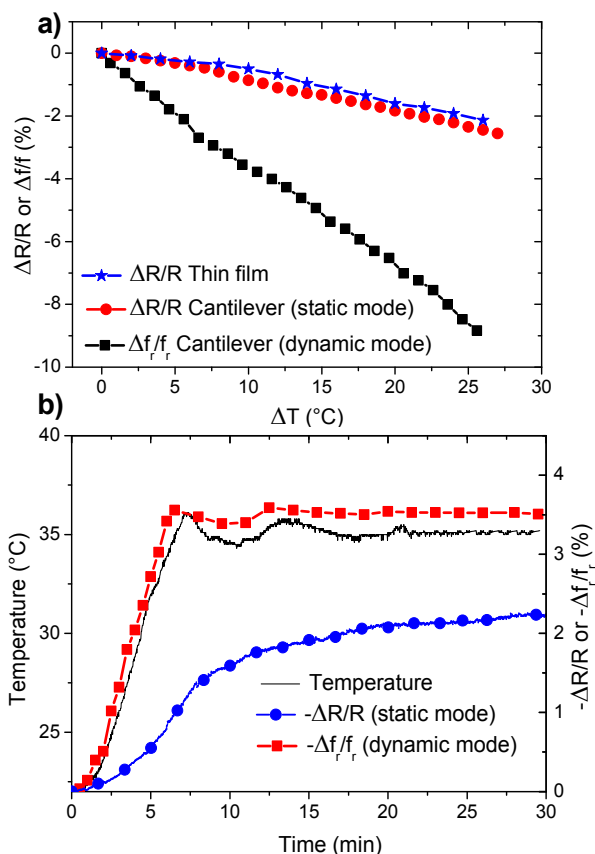 a)
0
-2
-4
-6
-8
-10
ΔR/R or Δf/f (%)
ΔR/R Thin film
ΔR/R Cantilever (static mode)
Δfr/fr Cantilever (dynamic mode)
0 5 10 15 20 25 30
ΔT (°C)
b)
40
35
30
25
Temperature (°C)
4
3
2
1
0
-ΔR/R or -Δfr/fr (%)
Temperature
-ΔR/R (static mode)
-Δfr/fr (dynamic mode)
0 5 10 15 20 25 30
Time (min)